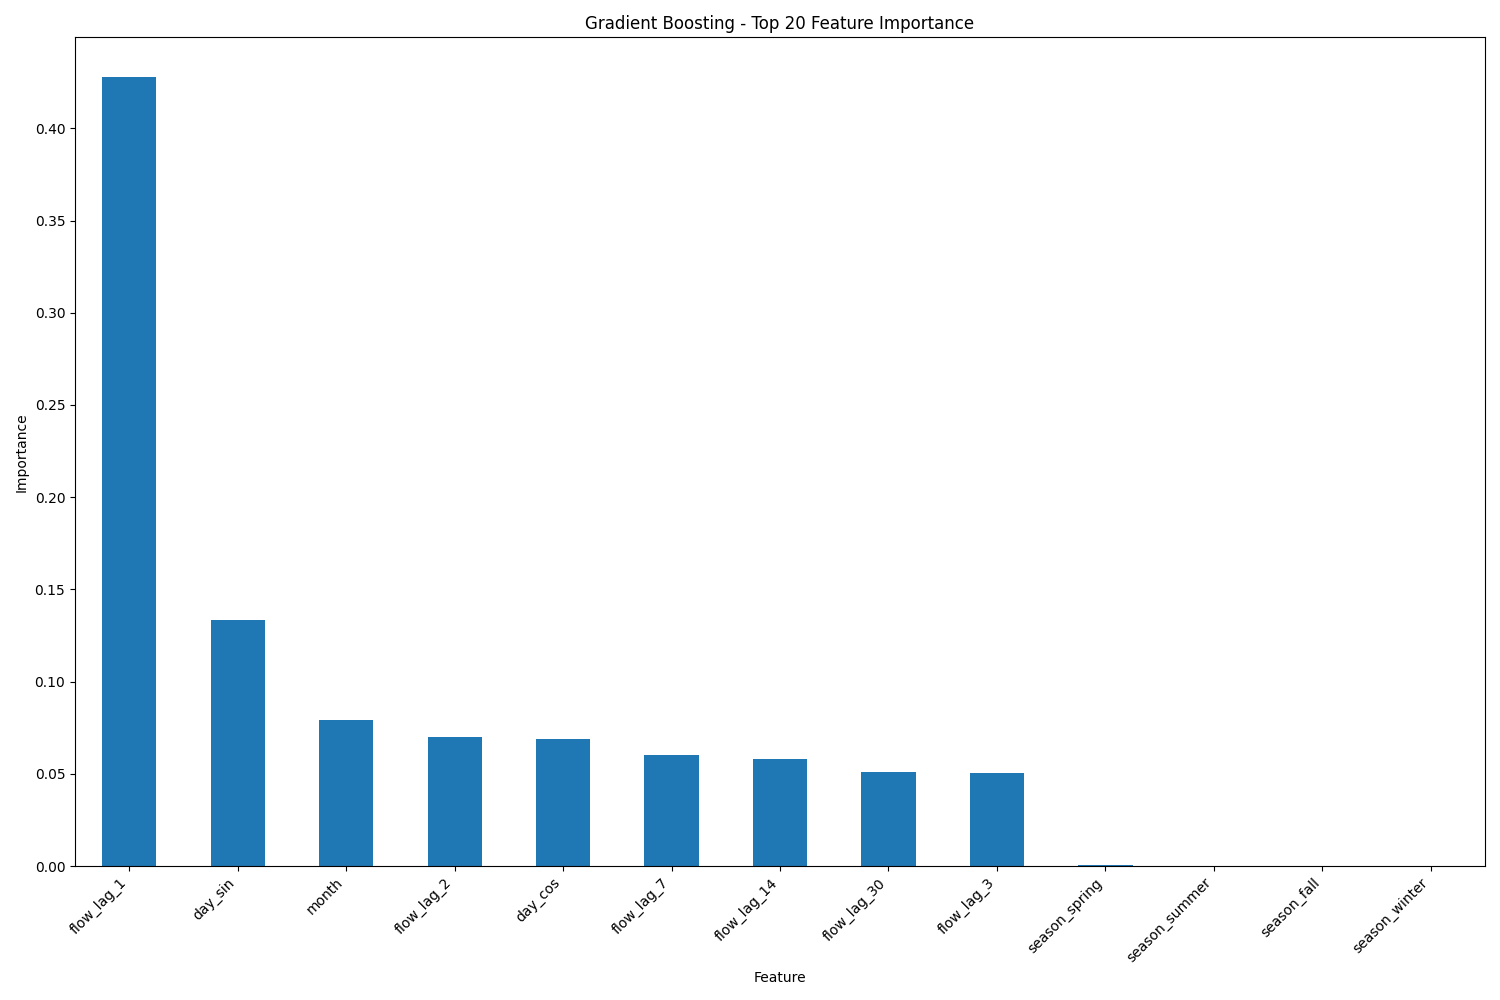 Gradient Boosting - Top 20 Feature Importance
Importance
0.40
0.35
0.30
0.25
0.20
0.15
0.10
0.05
0.00
flow_lag_1
day_sin
month
flow_lag_2
day_cos
flow_lag_7
flow_lag_14
flow_lag_30
flow_lag_3
season_spring
season_summer
season_fall
season_winter
Feature